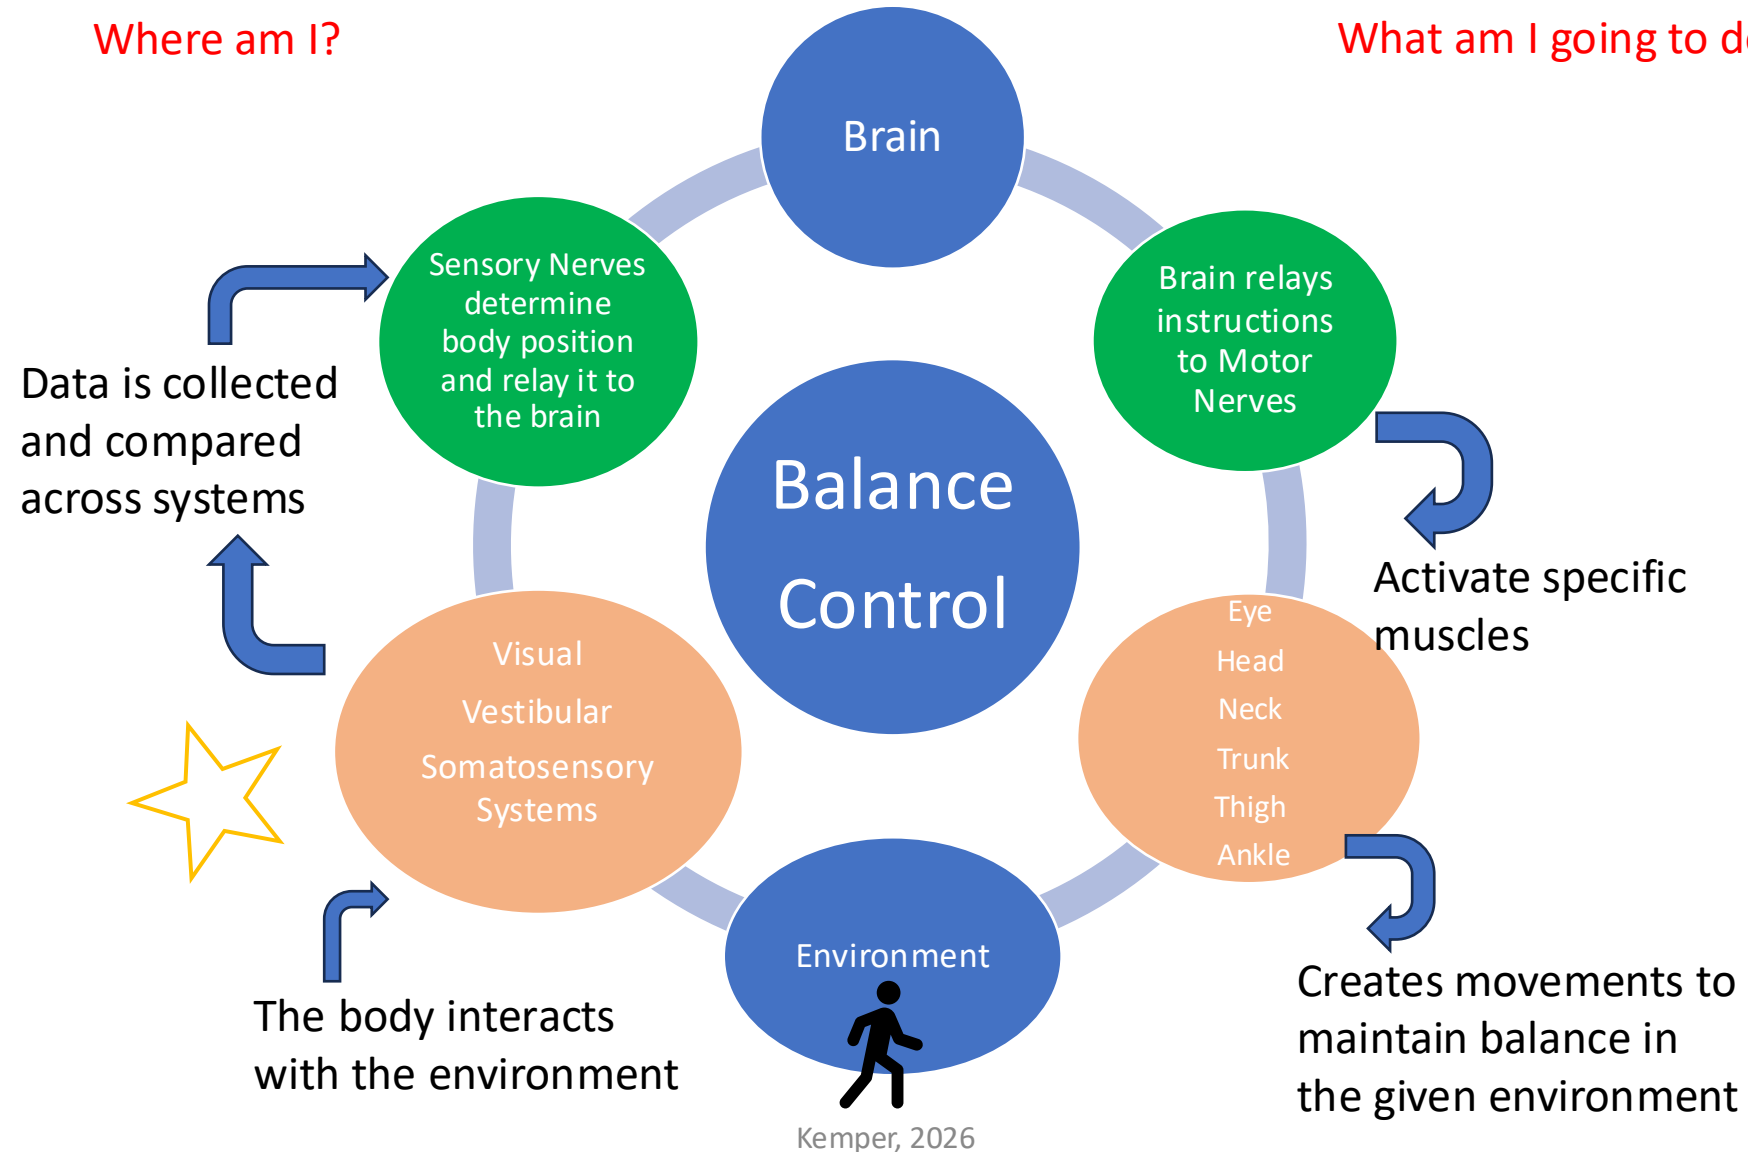 Where am I?
What am I going to d
Brain
Sensory Nerves
determine
body position
and relay it to
the brain
Brain relays
instructions
to Motor
Nerves
Data is collected
and compared
across systems
Balance
Control
Activate specific
muscles
Visual
Vestibular
Somatosensory
Systems
Eye
Head
Neck
Trunk
Thigh
Ankle
Environment
The body interacts
with the environment
Creates movements to
maintain balance in
the given environment
Kemper, 2026